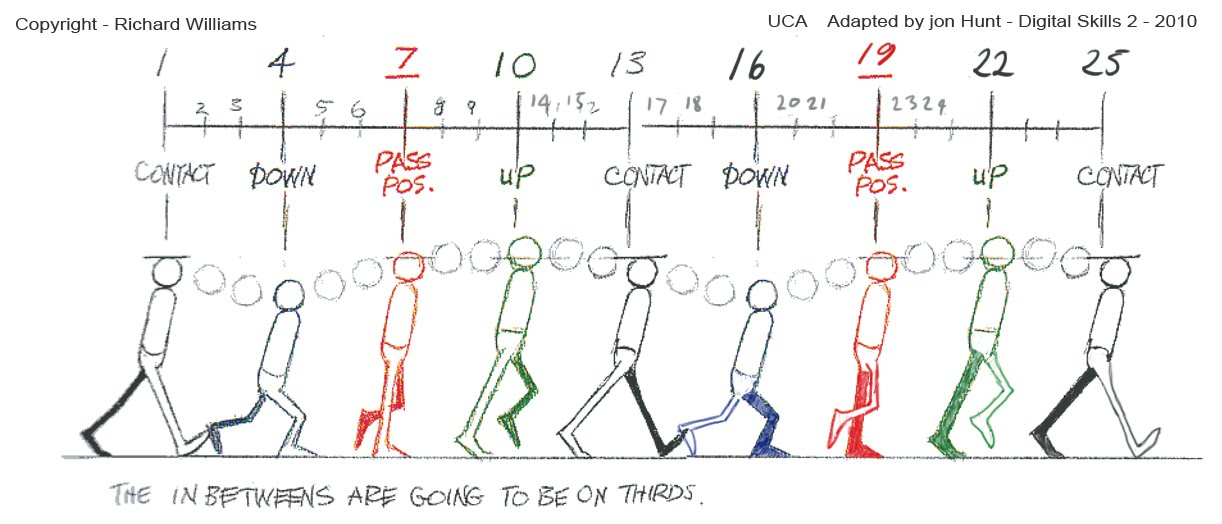 Copyright - Richard Williams
UCA Adapted by jon Hunt - Digital Skills 2 - 2010
1 4 7 10 13 16 19 22 25
2 3 5 6 8 9 14, 15 2 17 18 20 21 23 24
CONTACT DOWN PASS POS. UP CONTACT DOWN PASS POS. UP CONTACT
THE INBETWEENS ARE GOING TO BE ON THIRDS.